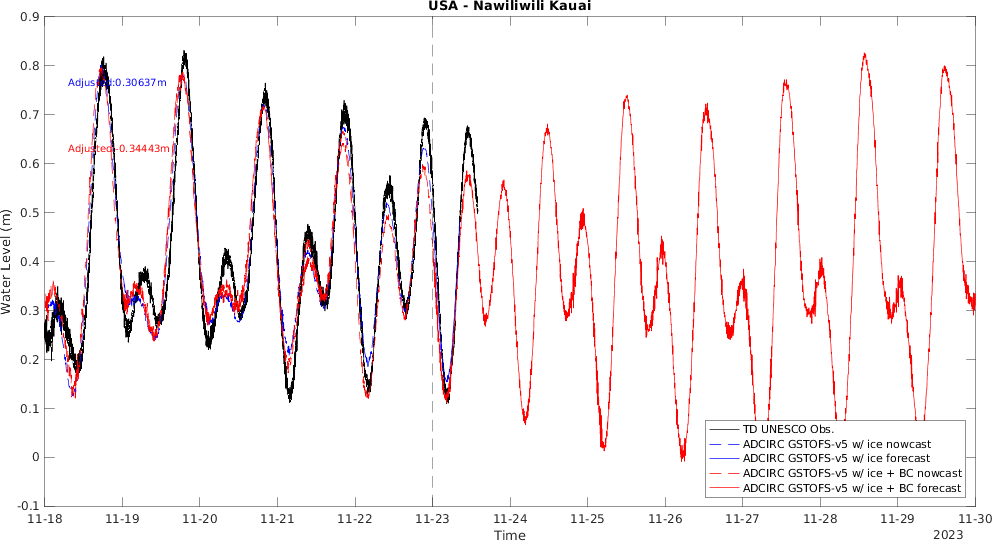 USA - Nawiliwili Kauai
Water Level (m)
0.9
0.8
0.7
0.6
0.5
0.4
0.3
0.2
0.1
0
-0.1
Adjusted:0.30637m
Adjusted-0.34443m
TD UNESCO Obs.
ADCIRC GSTOFS-v5 w/ ice nowcast
ADCIRC GSTOFS-v5 w/ ice forecast
ADCIRC GSTOFS-v5 w/ ice + BC nowcast
ADCIRC GSTOFS-v5 w/ ice + BC forecast
11-18 11-19 11-20 11-21 11-22 11-23 11-24 11-25 11-26 11-27 11-28 11-29 11-30
Time
2023